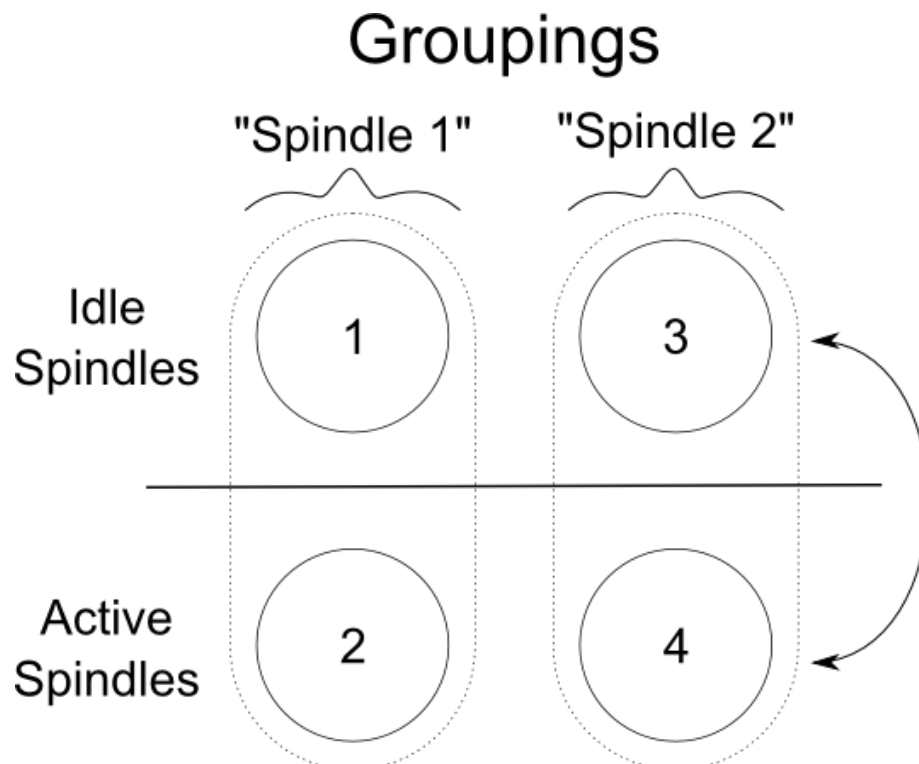 Groupings
"Spindle 1" "Spindle 2"
Idle
Spindles
1 3
Active
Spindles
2 4